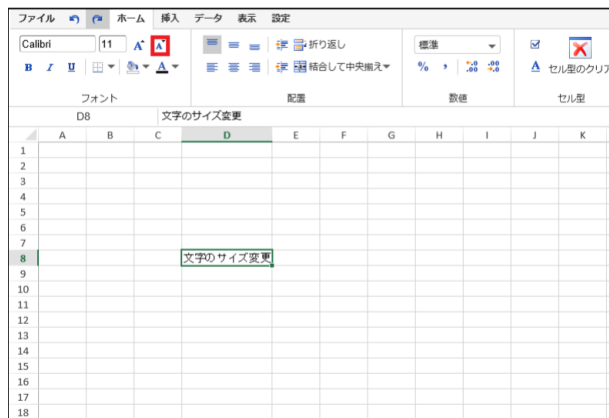 ファイル ホーム 挿入 データ 表示 設定
Calibri 11 A A 折り返し 標準
B I U A 結合して中央揃え % , .0 .00 .00 .0 A セル型のクリア
フォント 配置 数値 セル型
D8 文字のサイズ変更
A B C D E F G H I J K
1
2
3
4
5
6
7
8 文字のサイズ変更
9
10
11
12
13
14
15
16
17
18